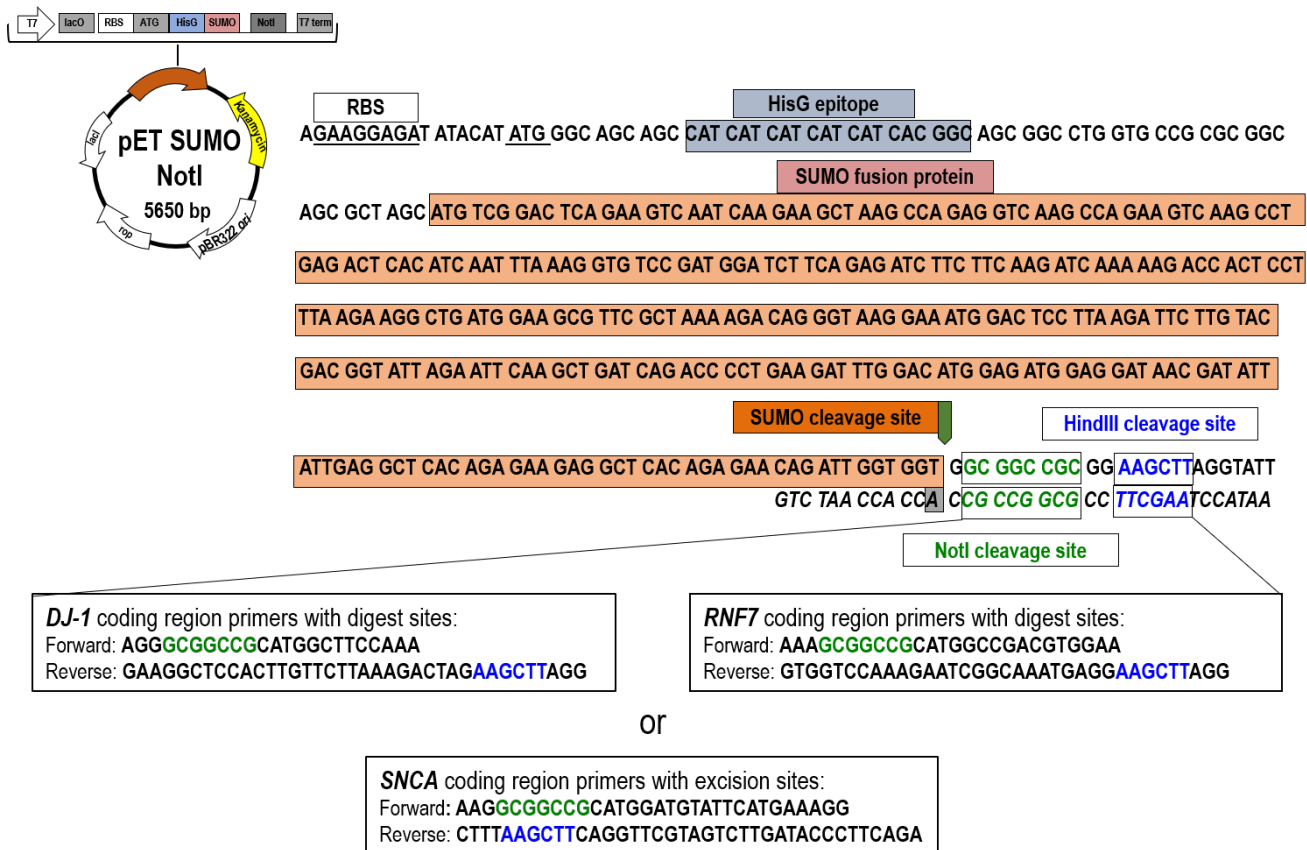 T7 lacO RBS ATG HisG SUMO NotI T7 term
lacI
Kanamycin
pET SUMO
NotI
5650 bp
rop
pBR322 ori
RBS
HisG epitope
AGAAGGAGAT ATACAT ATG GGC AGC AGC CAT CAT CAT CAT CAT CAC GGC AGC GGC CTG GTG CCG CGC GGC
SUMO fusion protein
AGC GCT AGC ATG TCG GAC TCA GAA GTC AAT CAA GAA GCT AAG CCA GAG GTC AAG CCA GAA GTC AAG CCT
GAG ACT CAC ATC AAT TTA AAG GTG TCC GAT GGA TCT TCA GAG ATC TTC TTC AAG ATC AAA AAG ACC ACT CCT
TTA AGA AGG CTG ATG GAA GCG TTC GCT AAA AGA CAG GGT AAG GAA ATG GAC TCC TTA AGA TTC TTG TAC
GAC GGT ATT AGA ATT CAA GCT GAT CAG ACC CCT GAA GAT TTG GAC ATG GAG ATG GAG GAT AAC GAT ATT
SUMO cleavage site
HindIII cleavage site
ATTGAG GCT CAC AGA GAA GAG GCT CAC AGA GAA CAG ATT GGT GGT GGC GGC CGC GG AAGCTTAGGTATT
GTC TAA CCA CCA CCG CCG GCG CC TTCGAATCCATAA
NotI cleavage site
DJ-1 coding region primers with digest sites:
Forward: AGGGCGGCCGCATGGCTTCCAAA
Reverse: GAAGGCTCCACTTGTTCTTAAAGACTAGAAGCTTAGG
RNF7 coding region primers with digest sites:
Forward: AAAGCGGCCGCATGGCCGACGTGGAA
Reverse: GTGGTCCAAAGAATCGGCAAATGAGGAAGCTTAGG
or
SNCA coding region primers with excision sites:
Forward: AAGGCGGCCGCATGGATGTATTCATGAAAGG
Reverse: CTTTAAGCTTCAGGTTCGTAGTCTTGATACCCTTCAGA